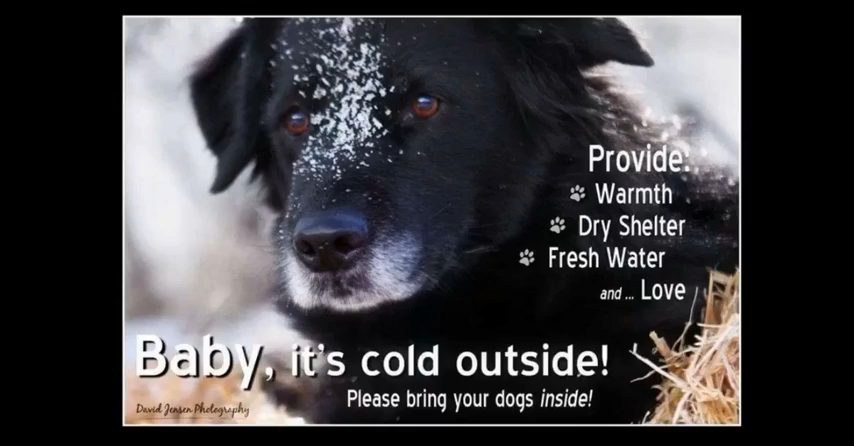 Provide:
Warmth
Dry Shelter
Fresh Water
and ... Love
Baby, it's cold outside!
Please bring your dogs inside!
David Jensen Photography